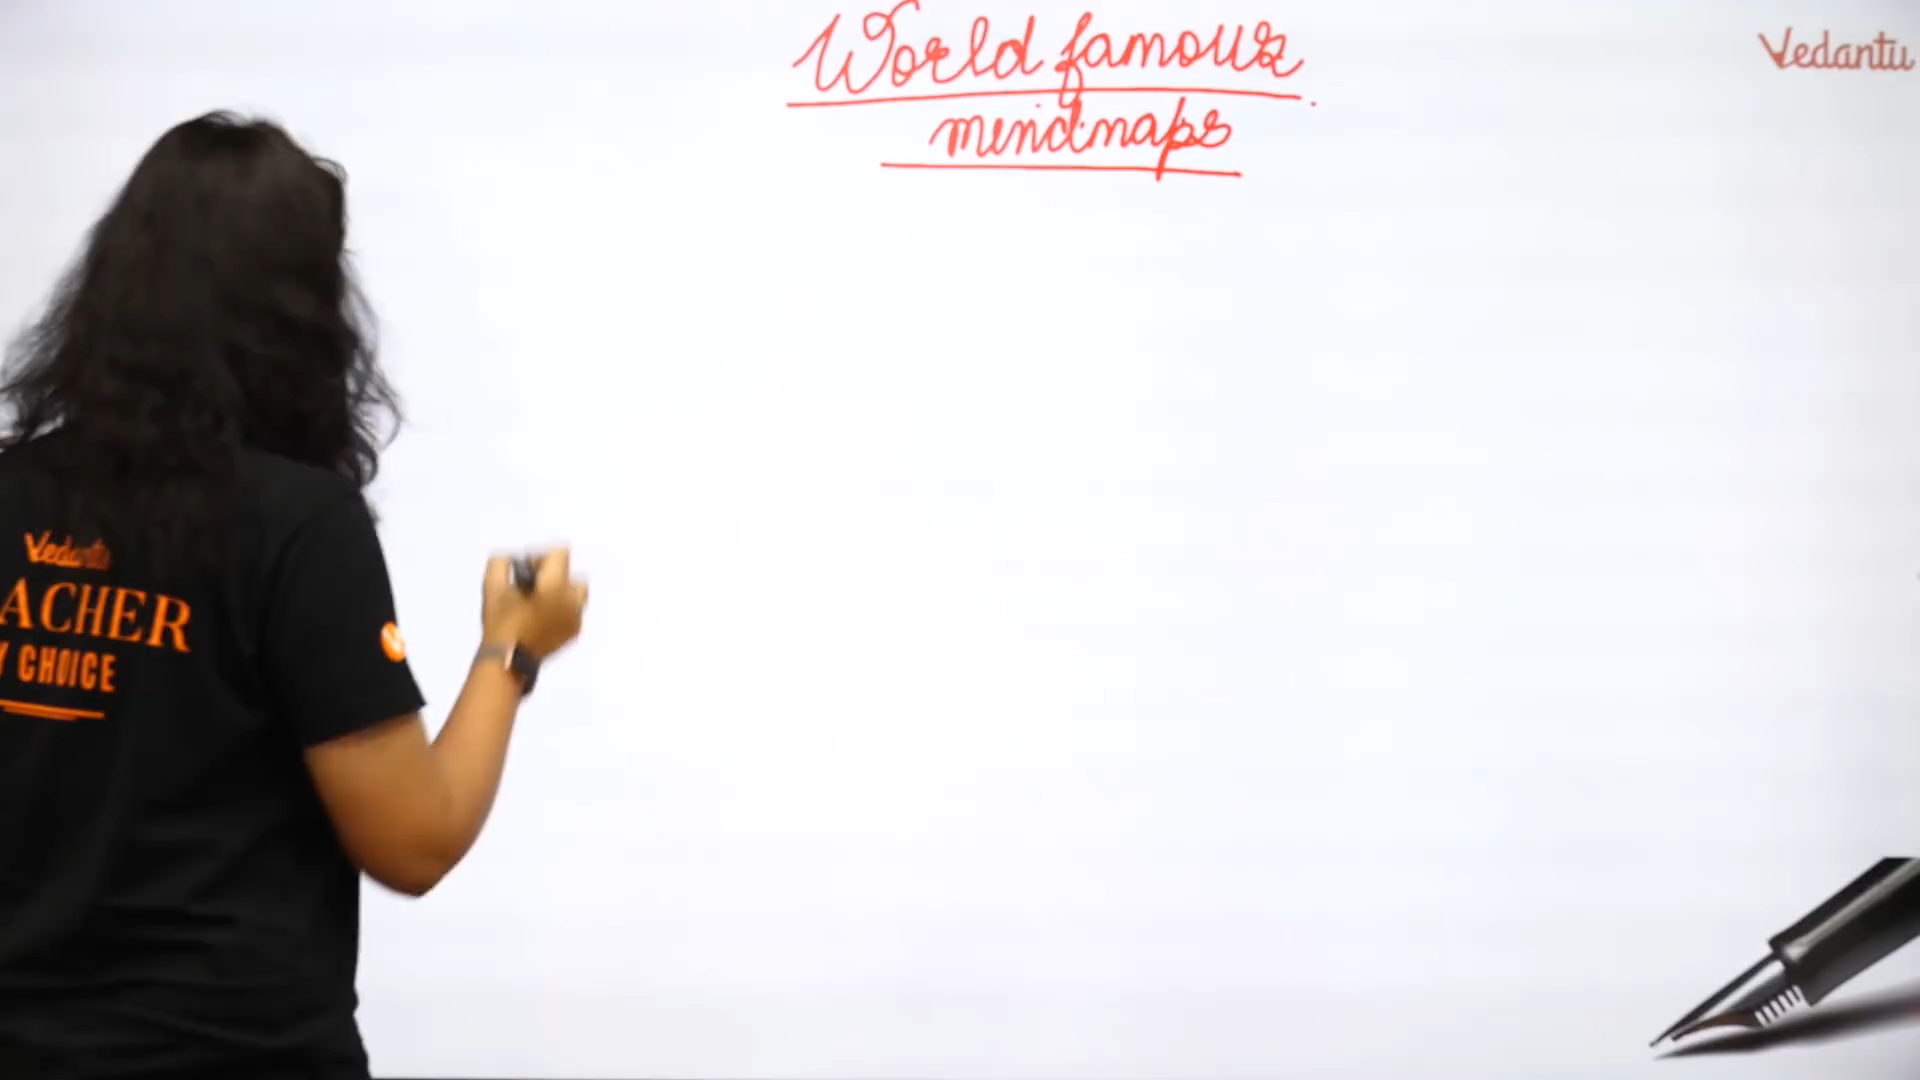 World famous
mindmaps
Vedantu
Vedantu
ACHER
Y CHOICE